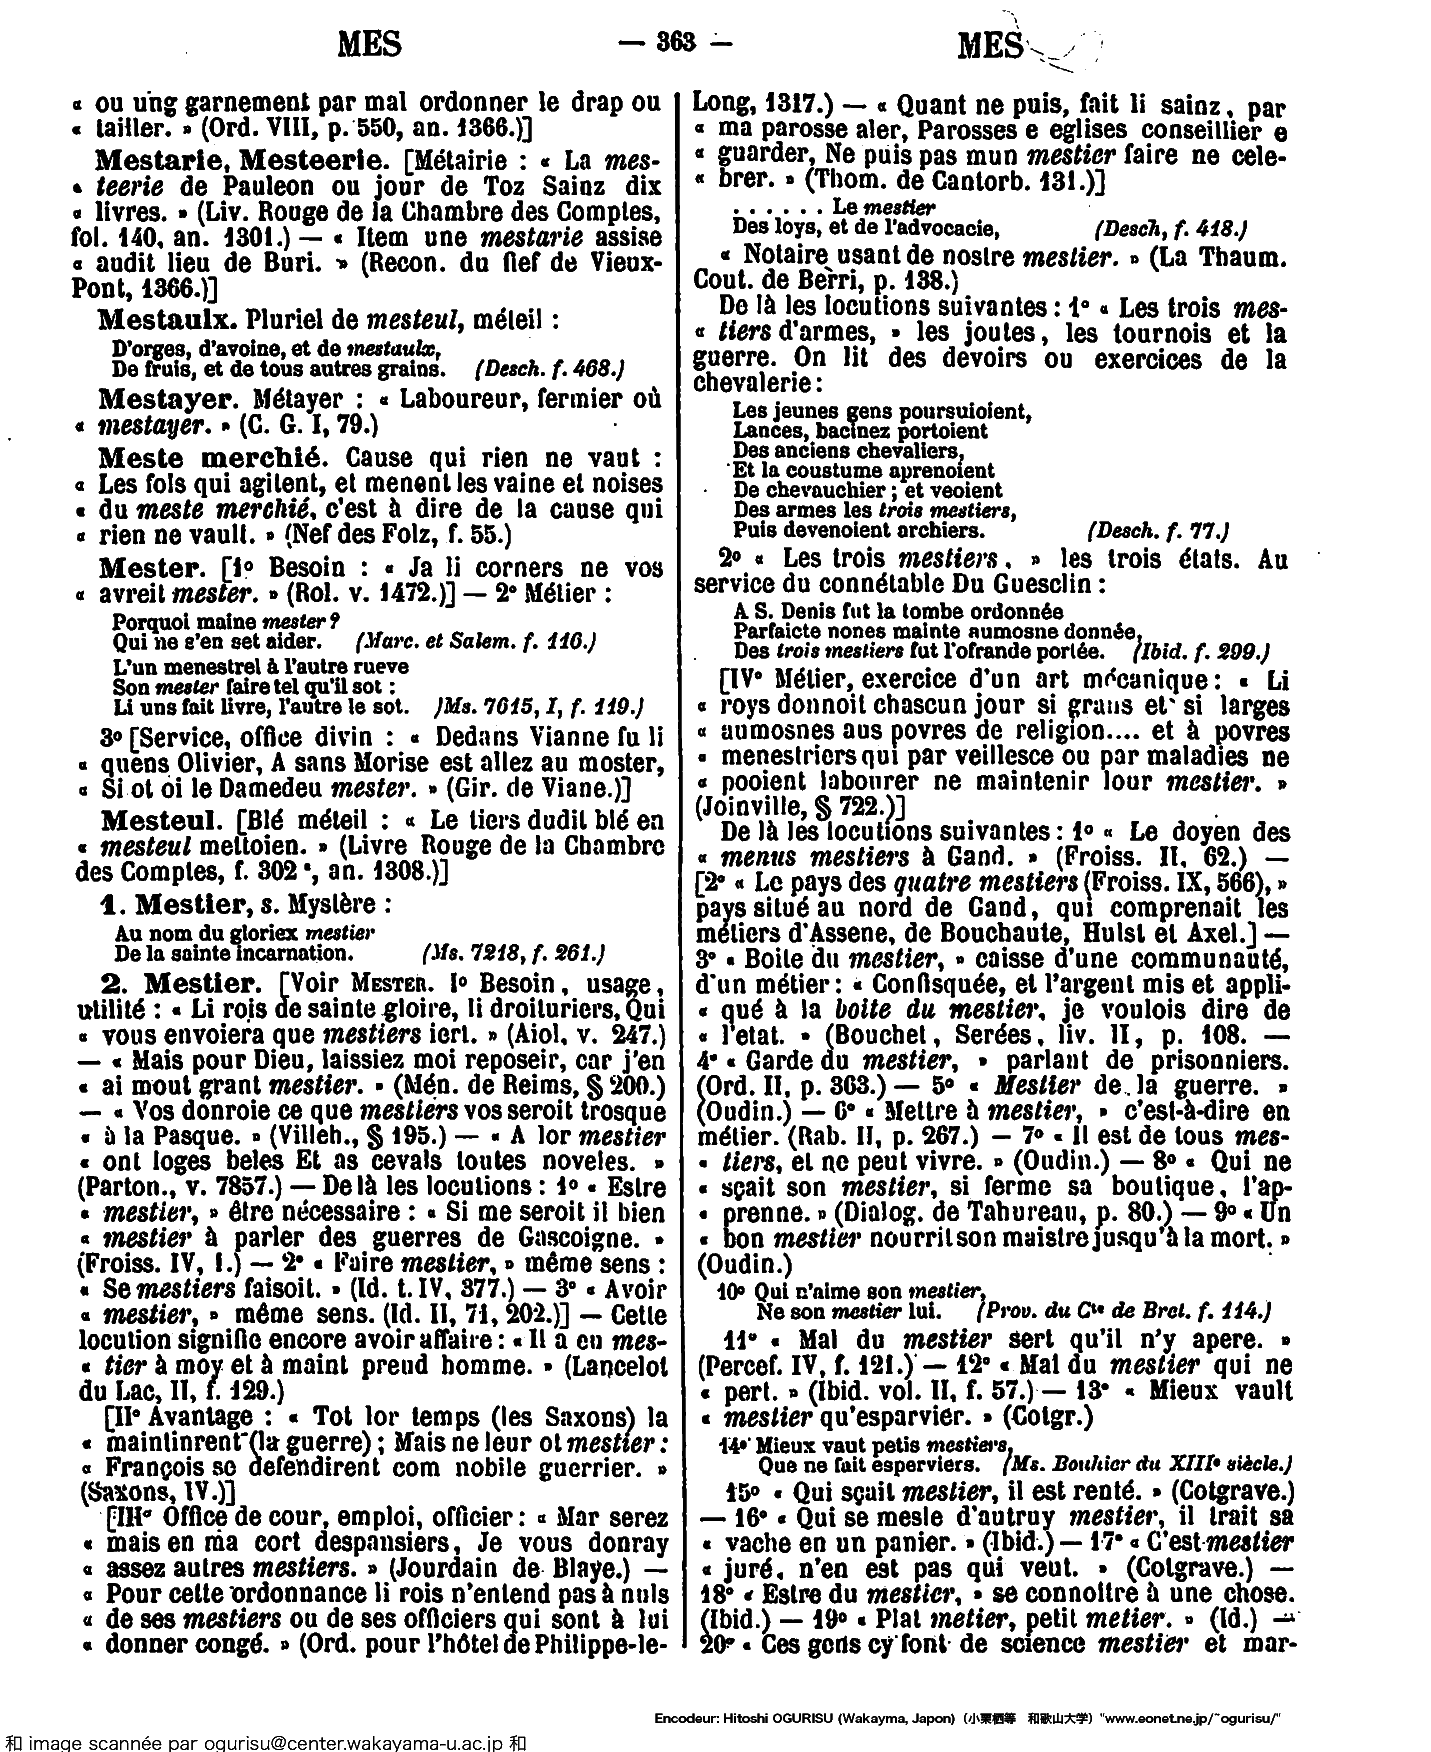 MES — 363 — MES
« ou ung garnement par mal ordonner le drap ou
« tailler. » (Ord. VIII, p. 550, an. 1366.)]
Mestarie, Mesteerie. [Métairie : « La mes-
« teerie de Pauleon ou jour de Toz Sainz dix
« livres. » (Liv. Rouge de la Chambre des Comptes,
fol. 140, an. 1301.) — « Item une mestarie assise
« audit lieu de Buri. » (Recon. du fief de Vieux-
Pont, 1366.)]
Mestaulx. Pluriel de mesteul, méteil :
D'orges, d'avoine, et de mestaulx,
De fruis, et de tous autres grains. (Desch. f. 468.)
Mestayer. Métayer : « Laboureur, fermier où
« mestayer. » (C. G. I, 79.)
Meste merchié. Cause qui rien ne vaut :
« Les fols qui agitent, et menent les vaine et noises
« du meste merchié, c'est à dire de la cause qui
« rien ne vault. » (Nef des Folz, f. 55.)
Mester. [1º Besoin : « Ja li corners ne vos
« avreit mester. » (Rol. v. 1472.)] — 2º Métier :
Porquoi maine mester ?
Qui ne s'en set aider. (Marc. et Salem. f. 116.)
L'un menestrel à l'autre rueve
Son mester faire tel qu'il sot :
Li uns fait livre, l'autre le sot. )Ms. 7615, I, f. 119.)
3º [Service, office divin : « Dedans Vianne fu li
« quens Olivier, A sans Morise est allez au moster,
« Si ot oi le Damedeu mester. » (Gir. de Viane.)]
Mesteul. [Blé méteil : « Le tiers dudit blé en
« mesteul mettoien. » (Livre Rouge de la Chambre
des Comptes, f. 302 ª, an. 1308.)]
1. Mestier, s. Mystère :
Au nom du gloriex mestier
De la sainte incarnation. (Ms. 7218, f. 261.)
2. Mestier. [Voir MESTER. Iº Besoin, usage,
utilité : « Li rois de sainte gloire, li droituriers, Qui
« vous envoiera que mestiers iert. » (Aiol, v. 247.)
— « Mais pour Dieu, laissiez moi reposeir, car j'en
« ai mout grant mestier. » (Mén. de Reims, § 200.)
— « Vos donroie ce que mestiers vos seroit trosque
« à la Pasque. » (Villeh., § 195.) — « A lor mestier
« ont loges beles Et as cevals toutes noveles. »
(Parton., v. 7857.) — De là les locutions : 1º « Estre
« mestier, » être nécessaire : « Si me seroit il bien
« mestier à parler des guerres de Gascoigne. »
(Froiss. IV, 1.) — 2º « Faire mestier, » même sens :
« Se mestiers faisoit. » (Id. t. IV, 377.) — 3º « Avoir
« mestier, » même sens. (Id. II, 71, 202.)] — Cette
locution signifie encore avoir affaire : « Il a eu mes-
« tier à moy et à maint preud homme. » (Lancelot
du Lac, II, f. 129.)
[IIº Avantage : « Tot lor temps (les Saxons) la
« maintinrent (la guerre) ; Mais ne leur ot mestier :
« François se defendirent com nobile guerrier. »
(Saxons, IV.)]
[IIIº Office de cour, emploi, officier : « Mar serez
« mais en ma cort despansiers, Je vous donray
« assez autres mestiers. » (Jourdain de Blaye.) —
« Pour cette ordonnance li rois n'entend pas à nuls
« de ses mestiers ou de ses officiers qui sont à lui
« donner congé. » (Ord. pour l'hôtel de Philippe-le-
Long, 1317.) — « Quant ne puis, fait li sainz, par
« ma parosse aler, Parosses e eglises conseillier e
« guarder, Ne puis pas mun mestier faire ne cele-
« brer. » (Thom. de Cantorb. 131.)]
. . . . . . Le mestier
Des loys, et de l'advocacie, (Desch, f. 418.)
« Notaire usant de nostre mestier. » (La Thaum.
Cout. de Berri, p. 138.)
De là les locutions suivantes : 1º « Les trois mes-
« tiers d'armes, » les joutes, les tournois et la
guerre. On lit des devoirs ou exercices de la
chevalerie :
Les jeunes gens poursuioient,
Lances, bacinez portoient
Des anciens chevaliers,
Et la coustume aprenoient
De chevauchier ; et veoient
Des armes les trois mestiers,
Puis devenoient archiers. (Desch. f. 77.)
2º « Les trois mestiers, » les trois états. Au
service du connétable Du Guesclin :
A S. Denis fut la tombe ordonnée
Parfaicte nones mainte aumosne donnée,
Des trois mestiers fut l'ofrande portée. (Ibid. f. 299.)
[IVº Métier, exercice d'un art mécanique : « Li
« roys donnoit chascun jour si grans et si larges
« aumosnes aus povres de religion.... et à povres
« menestriers qui par veillesce ou par maladies ne
« pooient labourer ne maintenir lour mestier. »
(Joinville, § 722.)]
De là les locutions suivantes : 1º « Le doyen des
« menus mestiers à Gand. » (Froiss. II, 62.) —
[2º « Le pays des quatre mestiers (Froiss. IX, 566), »
pays situé au nord de Gand, qui comprenait les
métiers d'Assene, de Bouchaute, Hulst et Axel.] —
3º « Boite du mestier, » caisse d'une communauté,
d'un métier : « Confisquée, et l'argent mis et appli-
« qué à la boite du mestier, je voulois dire de
« l'etat. » (Bouchet, Serées, liv. II, p. 108. —
4º « Garde du mestier, » parlant de prisonniers.
(Ord. II, p. 363.) — 5º « Mestier de la guerre. »
(Oudin.) — 6º « Mettre à mestier, » c'est-à-dire en
métier. (Rab. II, p. 267.) — 7º « Il est de tous mes-
« tiers, et ne peut vivre. » (Oudin.) — 8º « Qui ne
« sçait son mestier, si ferme sa boutique, l'ap-
« prenne. » (Dialog. de Tahureau, p. 80.) — 9º « Un
« bon mestier nourrit son maistre jusqu'à la mort. »
(Oudin.)
10º Qui n'aime son mestier,
Ne son mestier lui. (Prov. du Cte de Bret. f. 114.)
11º « Mal du mestier sert qu'il n'y apere. »
(Percef. IV, f. 121.) — 12º « Mal du mestier qui ne
« pert. » (Ibid. vol. II, f. 57.) — 13º « Mieux vault
« mestier qu'esparvier. » (Cotgr.)
14º Mieux vaut petis mestiers,
Que ne fait esperviers. (Ms. Bouhier du XIIIe siècle.)
15º « Qui sçait mestier, il est renté. » (Cotgrave.)
— 16º « Qui se mesle d'autruy mestier, il trait sa
« vache en un panier. » (Ibid.) — 17º « C'est mestier
« juré, n'en est pas qui veut. » (Cotgrave.) —
18º « Estre du mestier, » se connoître à une chose.
(Ibid.) — 19º « Plat metier, petit metier. » (Id.) —
20º « Ces gens cy font de science mestier et mar-
Encodeur: Hitoshi OGURISU (Wakayma, Japon) (小栗栖等 和歌山大学) "www.eonet.ne.jp/~ogurisu/"
和 image scannée par ogurisu@center.wakayama-u.ac.jp 和